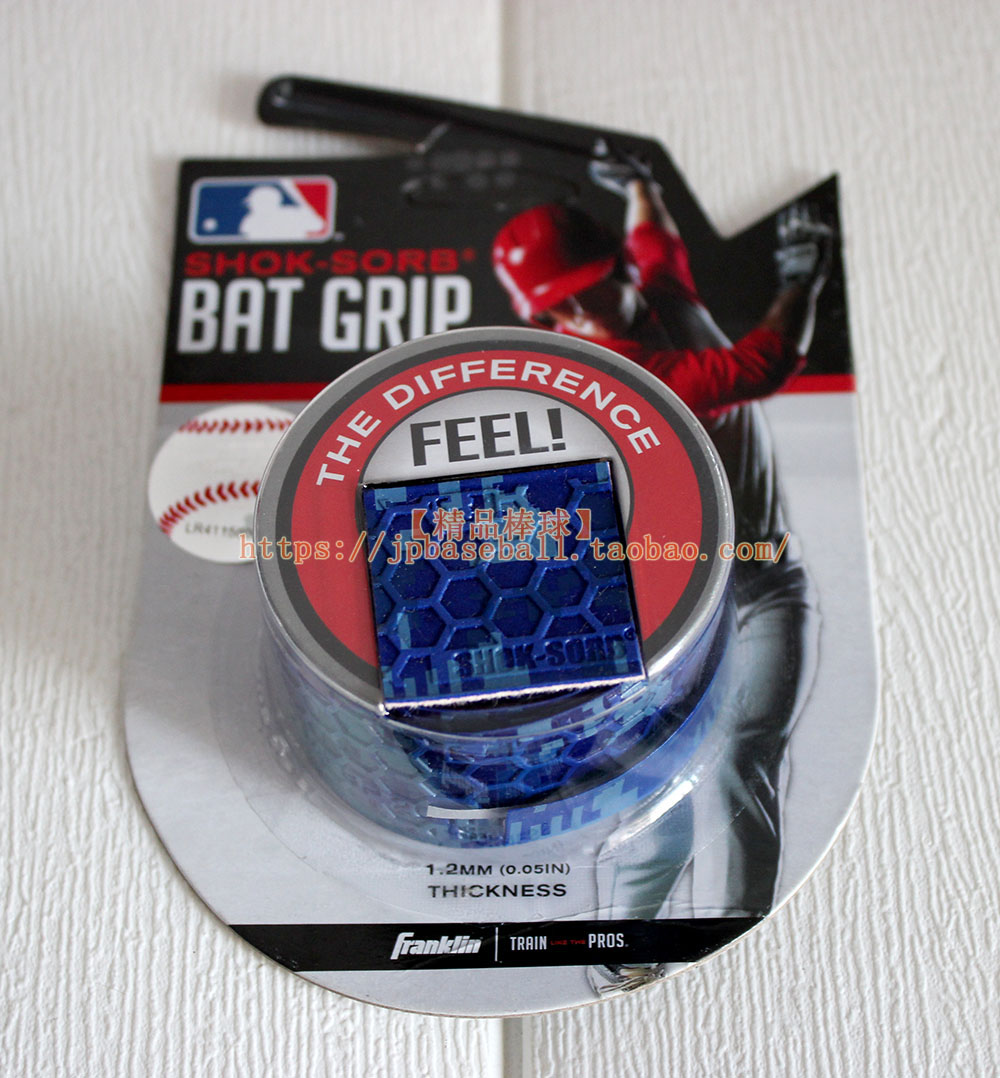 SHOK-SORB®
BAT GRIP
THE DIFFERENCE
FEEL!
【精品棒球】
https://jpbaseball.taobao.com/
SHOK-SORB®
1.2MM (0.05IN)
THICKNESS
Franklin | TRAIN LIKE THE PROS